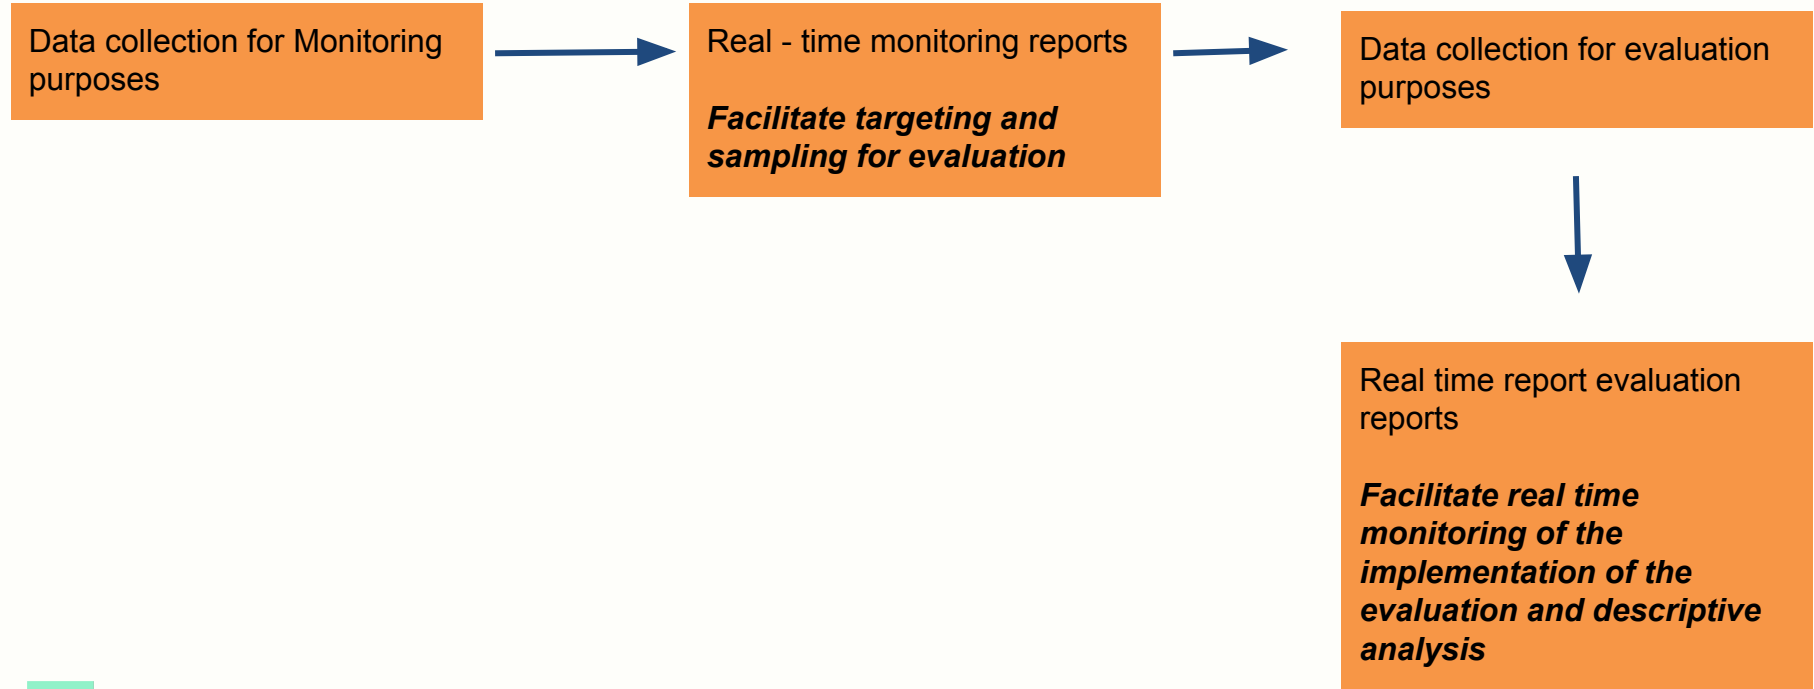 Data collection for Monitoring
purposes
Real - time monitoring reports
Facilitate targeting and
sampling for evaluation
Data collection for evaluation
purposes
Real time report evaluation
reports
Facilitate real time
monitoring of the
implementation of the
evaluation and descriptive
analysis